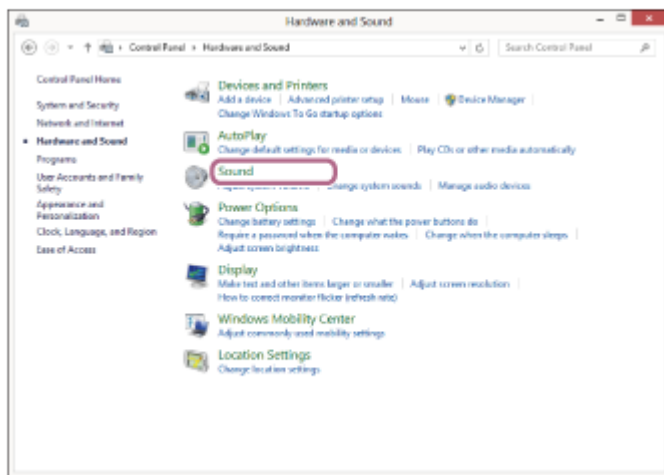 Hardware and Sound
Control Panel › Hardware and Sound
Search Control Panel
Control Panel Home
System and Security
Network and Internet
Hardware and Sound
Programs
User Accounts and Family
Safety
Appearance and
Personalization
Clock, Language, and Region
Ease of Access
Devices and Printers
Add a device | Advanced printer setup | Mouse | Device Manager
Change Windows To Go startup options
AutoPlay
Change default settings for media or devices | Play CDs or other media automatically
Sound
Change system sounds | Manage audio devices
Power Options
Change battery settings | Change what the power buttons do
Require a password when the computer wakes | Change when the computer sleeps
Adjust screen brightness
Display
Make text and other items larger or smaller | Adjust screen resolution
How to correct monitor flicker (refresh rate)
Windows Mobility Center
Adjust commonly used mobility settings
Location Settings
Change location settings